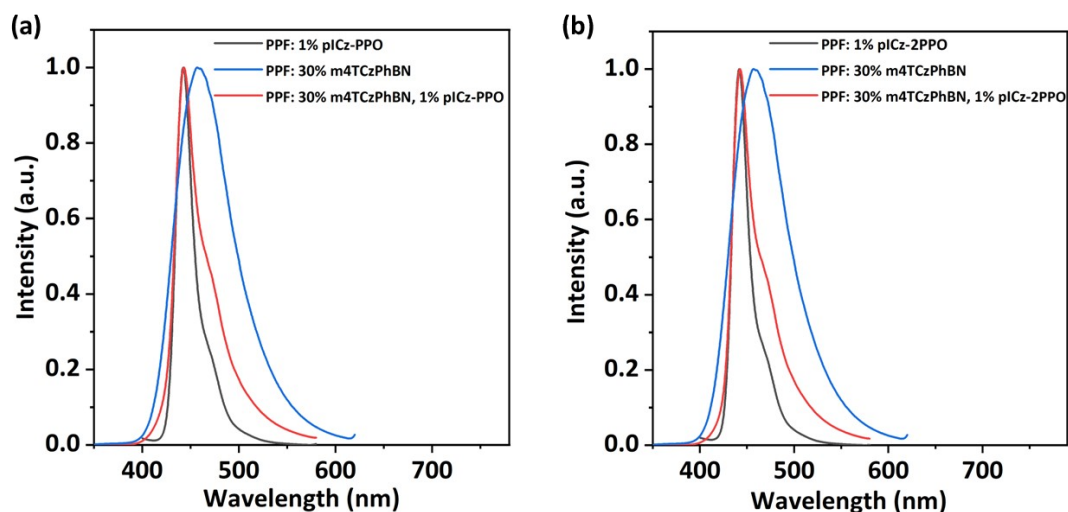 (a)
PPF: 1% pICz-PPO
PPF: 30% m4TCzPhBN
PPF: 30% m4TCzPhBN, 1% pICz-PPO
1.0
0.8
0.6
0.4
0.2
0.0
Intensity (a.u.)
400 500 600 700
Wavelength (nm)
(b)
PPF: 1% pICz-2PPO
PPF: 30% m4TCzPhBN
PPF: 30% m4TCzPhBN, 1% pICz-2PPO
1.0
0.8
0.6
0.4
0.2
0.0
Intensity (a.u.)
400 500 600 700
Wavelength (nm)